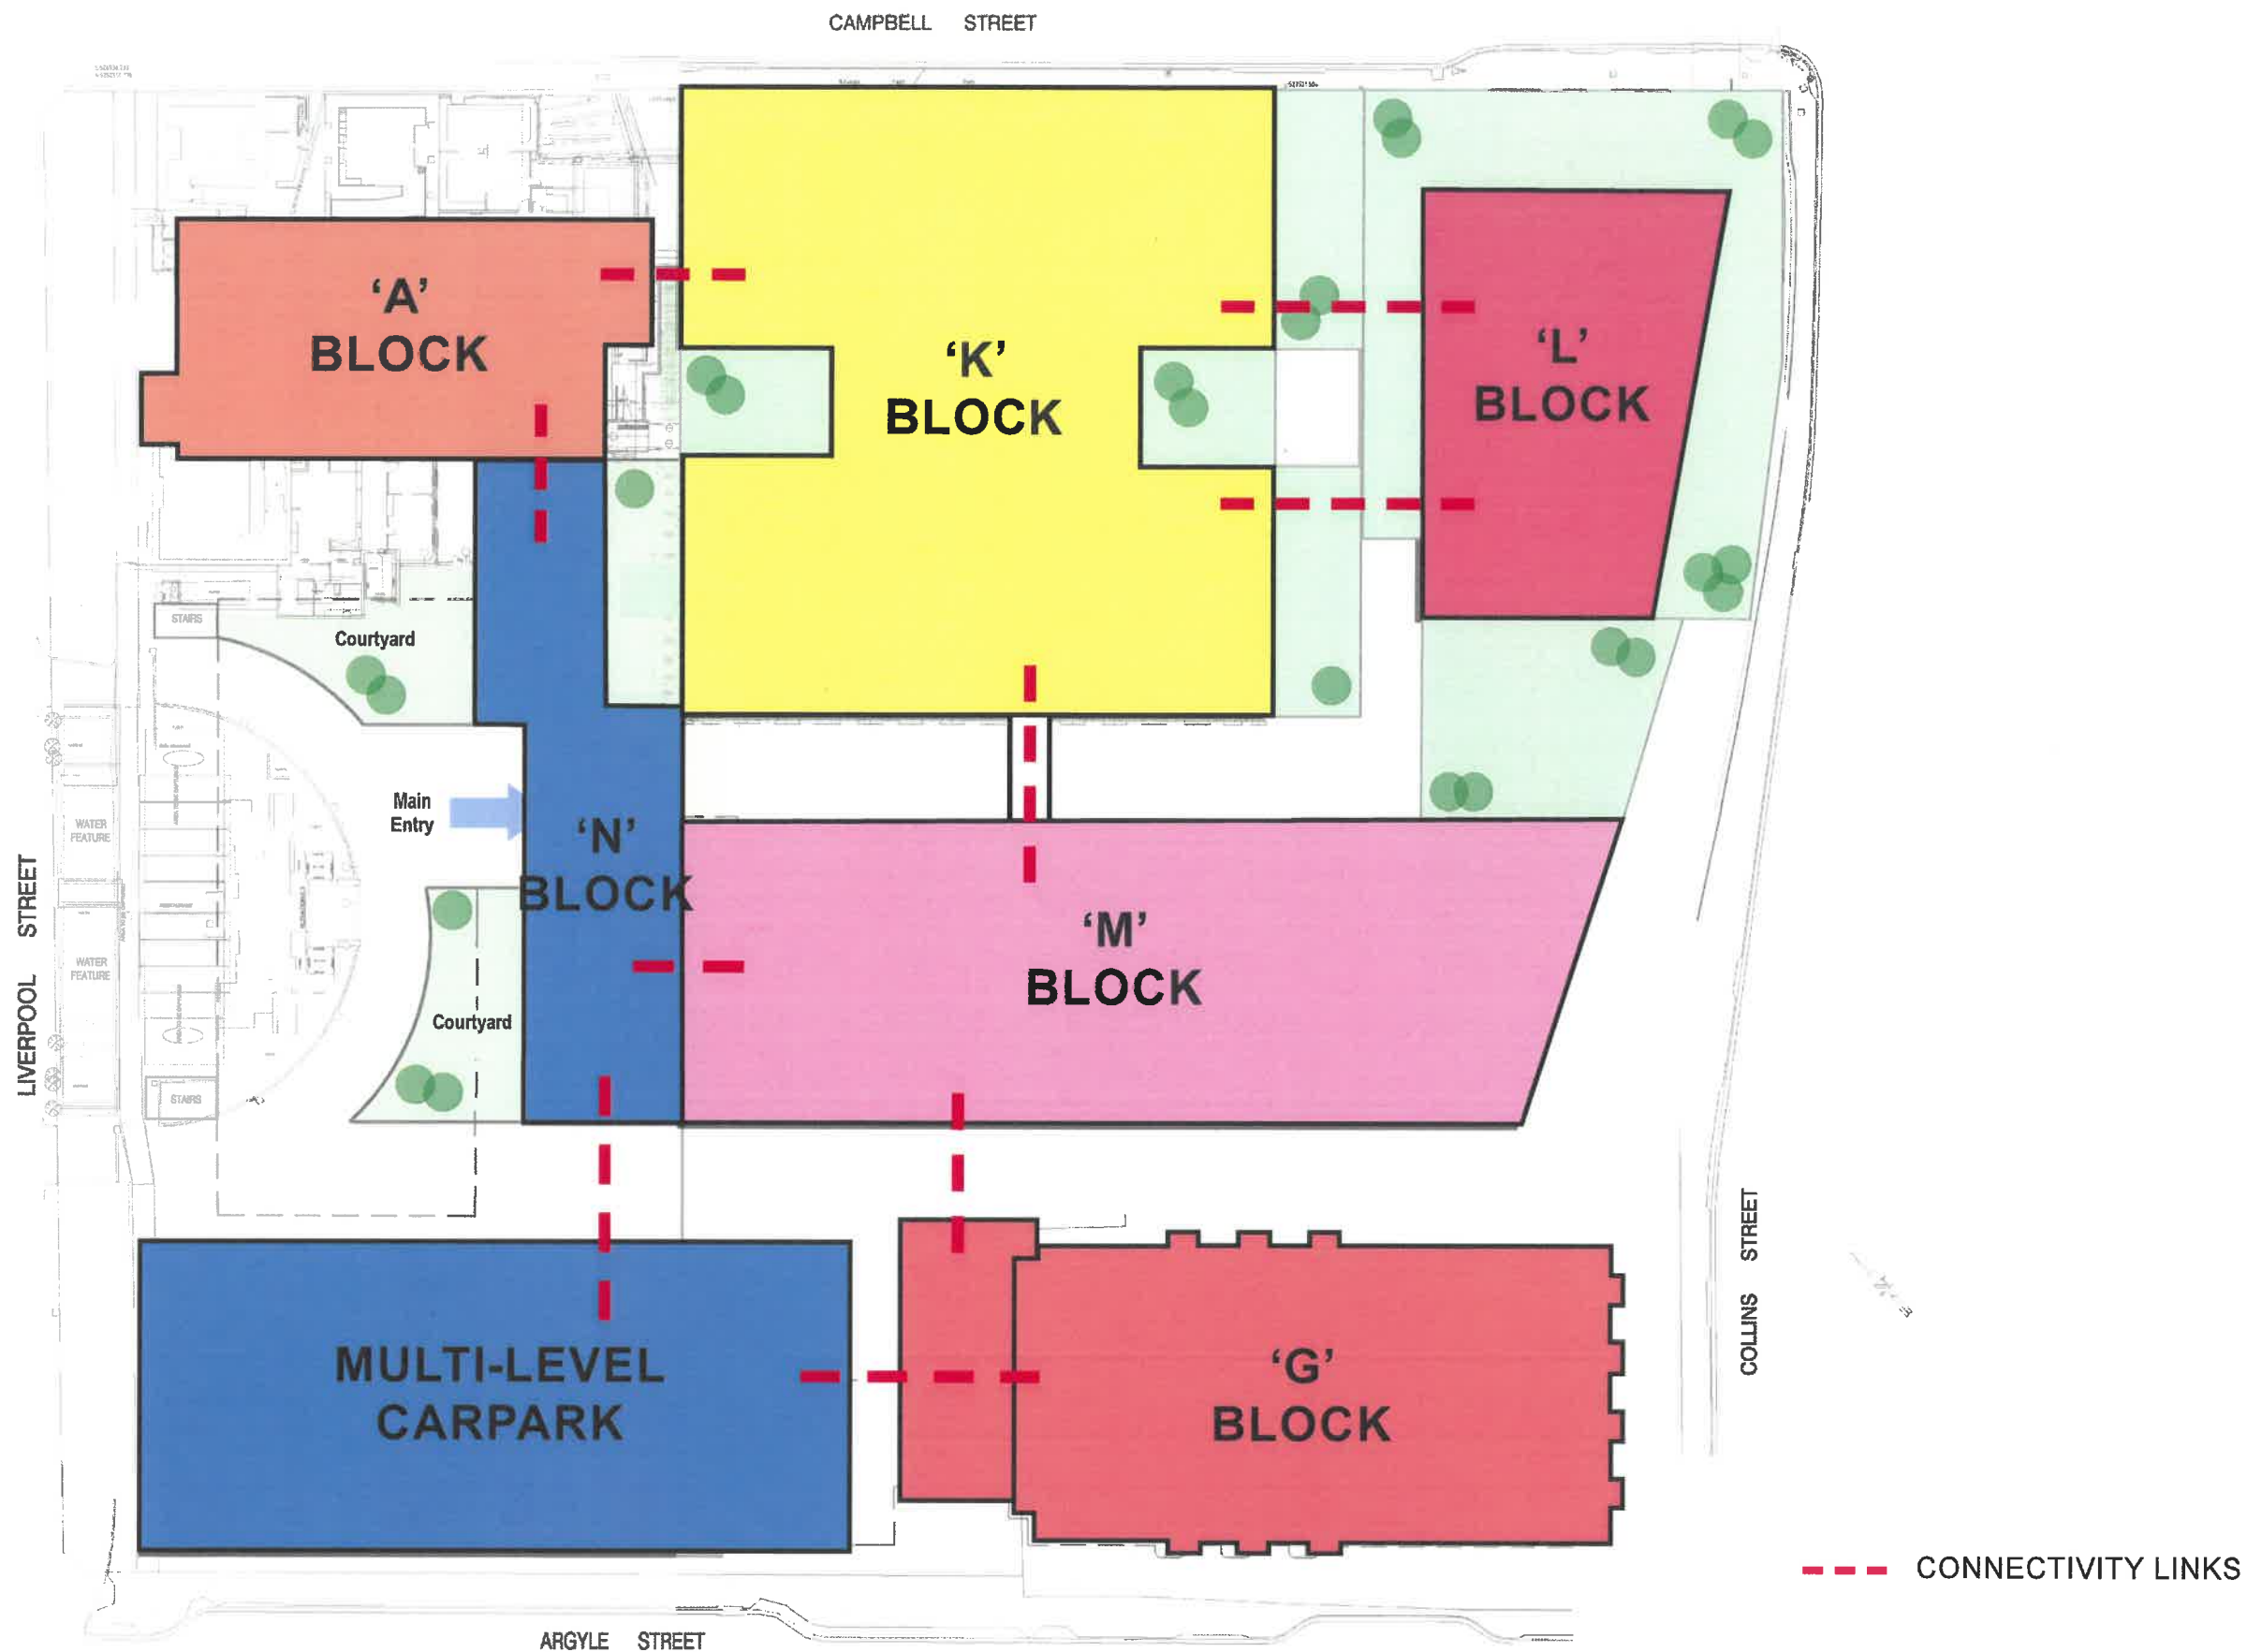 CAMPBELL STREET
‘A’
BLOCK
‘K’
BLOCK
‘L’
BLOCK
STAIRS
Courtyard
Main
Entry
‘N’
BLOCK
WATER
FEATURE
‘M’
BLOCK
WATER
FEATURE
LIVERPOOL STREET
Courtyard
STAIRS
COLLINS STREET
MULTI-LEVEL
CARPARK
‘G’
BLOCK
CONNECTIVITY LINKS
ARGYLE STREET